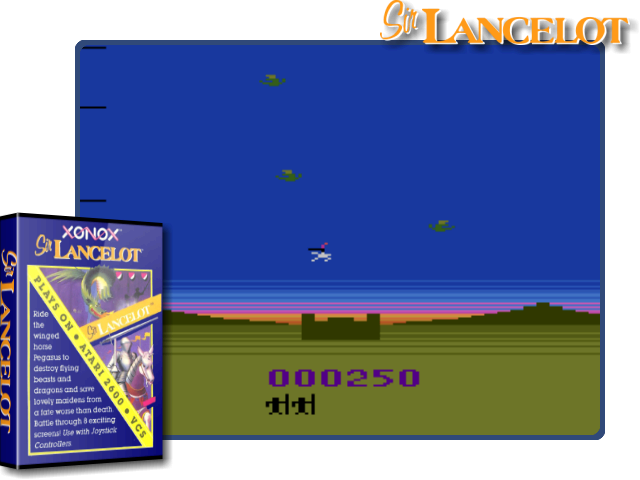 Sir LANCELOT
XONOX™
Sir LANCELOT
Sir LANCELOT
PLAYS ON • ATARI 2600 • VCS
Sir LANCELOT
Ride
the
winged
horse
Pegasus to
destroy flying
beasts and
dragons and save
lovely maidens from
a fate worse than death.
Battle through 8 exciting
screens! Use with Joystick
Controllers
000250